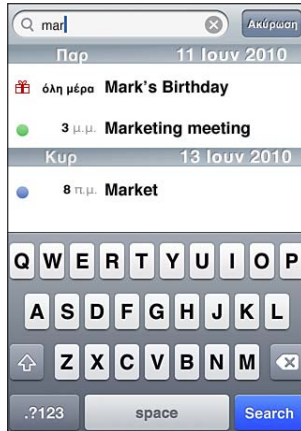 mar
Ακύρωση
Παρ 11 Ιουν 2010
όλη μέρα Mark's Birthday
3 μ.μ. Marketing meeting
Κυρ 13 Ιουν 2010
8 π.μ. Market
Q W E R T Y U I O P
A S D F G H J K L
Z X C V B N M
.?123 space Search